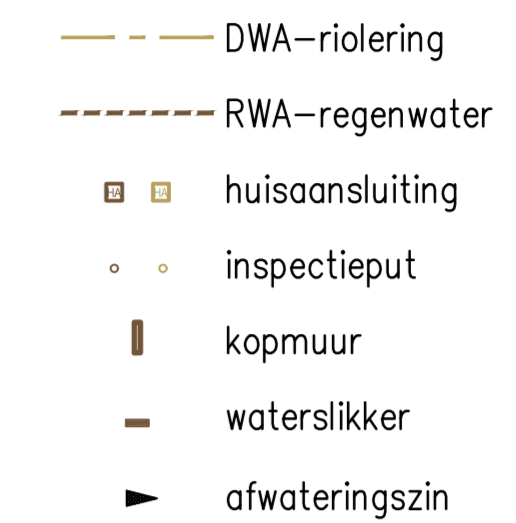 DWA-riolering
RWA-regenwater
HA HA huisaansluiting
inspectieput
kopmuur
waterslikker
afwateringszin